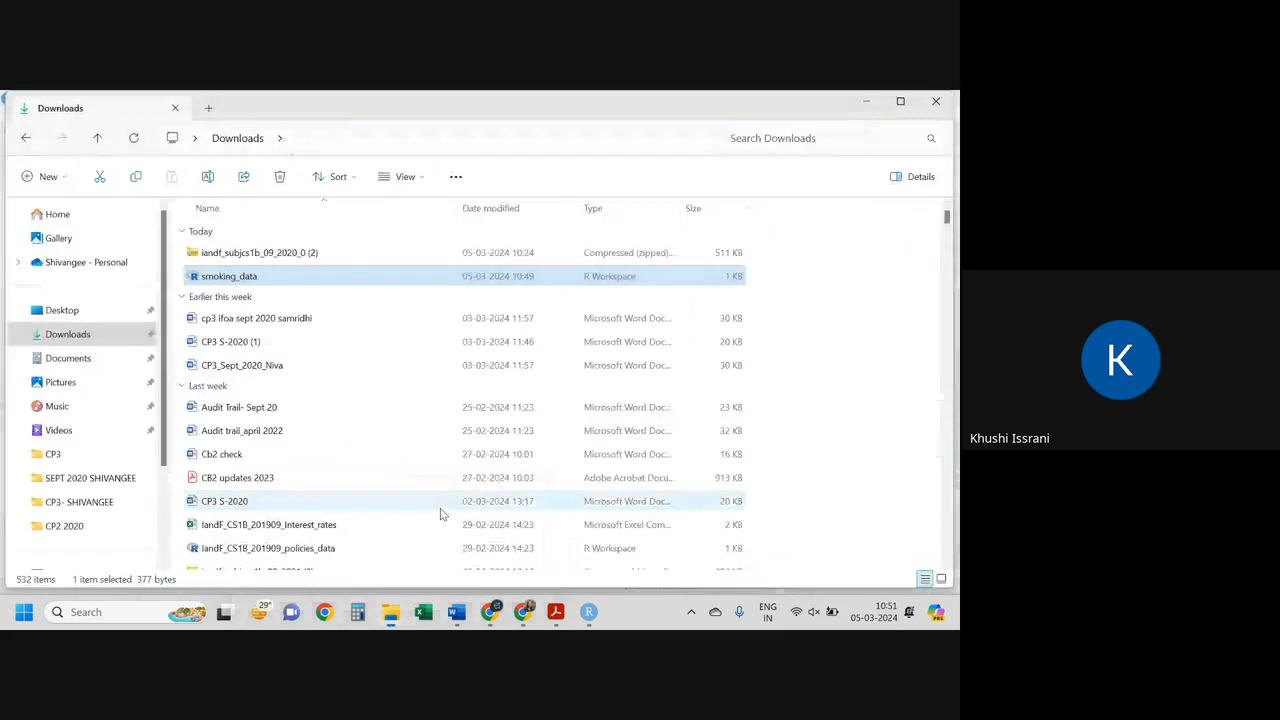 Downloads
Downloads
Search Downloads
New
Sort
View
Details
Home
Gallery
Shivangee - Personal
Desktop
Downloads
Documents
Pictures
Music
Videos
CP3
SEPT 2020 SHIVANGEE
CP3- SHIVANGEE
CP2 2020
Name Date modified Type Size
Today
iandf_subjcs1b_09_2020_0 (2) 05-03-2024 10:24 Compressed (zipped)... 511 KB
smoking_data 05-03-2024 10:49 R Workspace 1 KB
Earlier this week
cp3 ifoa sept 2020 samridhi 03-03-2024 11:57 Microsoft Word Doc... 30 KB
CP3 S-2020 (1) 03-03-2024 11:46 Microsoft Word Doc... 20 KB
CP3_Sept_2020_Niva 03-03-2024 11:57 Microsoft Word Doc... 30 KB
Last week
Audit Trail- Sept 20 25-02-2024 11:23 Microsoft Word Doc... 23 KB
Audit trail_april 2022 25-02-2024 11:23 Microsoft Word Doc... 32 KB
Cb2 check 27-02-2024 10:01 Microsoft Word Doc... 16 KB
CB2 updates 2023 27-02-2024 10:03 Adobe Acrobat Docu... 913 KB
CP3 S-2020 02-03-2024 13:17 Microsoft Word Doc... 20 KB
IandF_CS1B_201909_Interest_rates 29-02-2024 14:23 Microsoft Excel Com... 2 KB
IandF_CS1B_201909_policies_data 29-02-2024 14:23 R Workspace 1 KB
532 items 1 item selected 377 bytes
Search
29°
ENG
IN
10:51
05-03-2024
K
Khushi Issrani